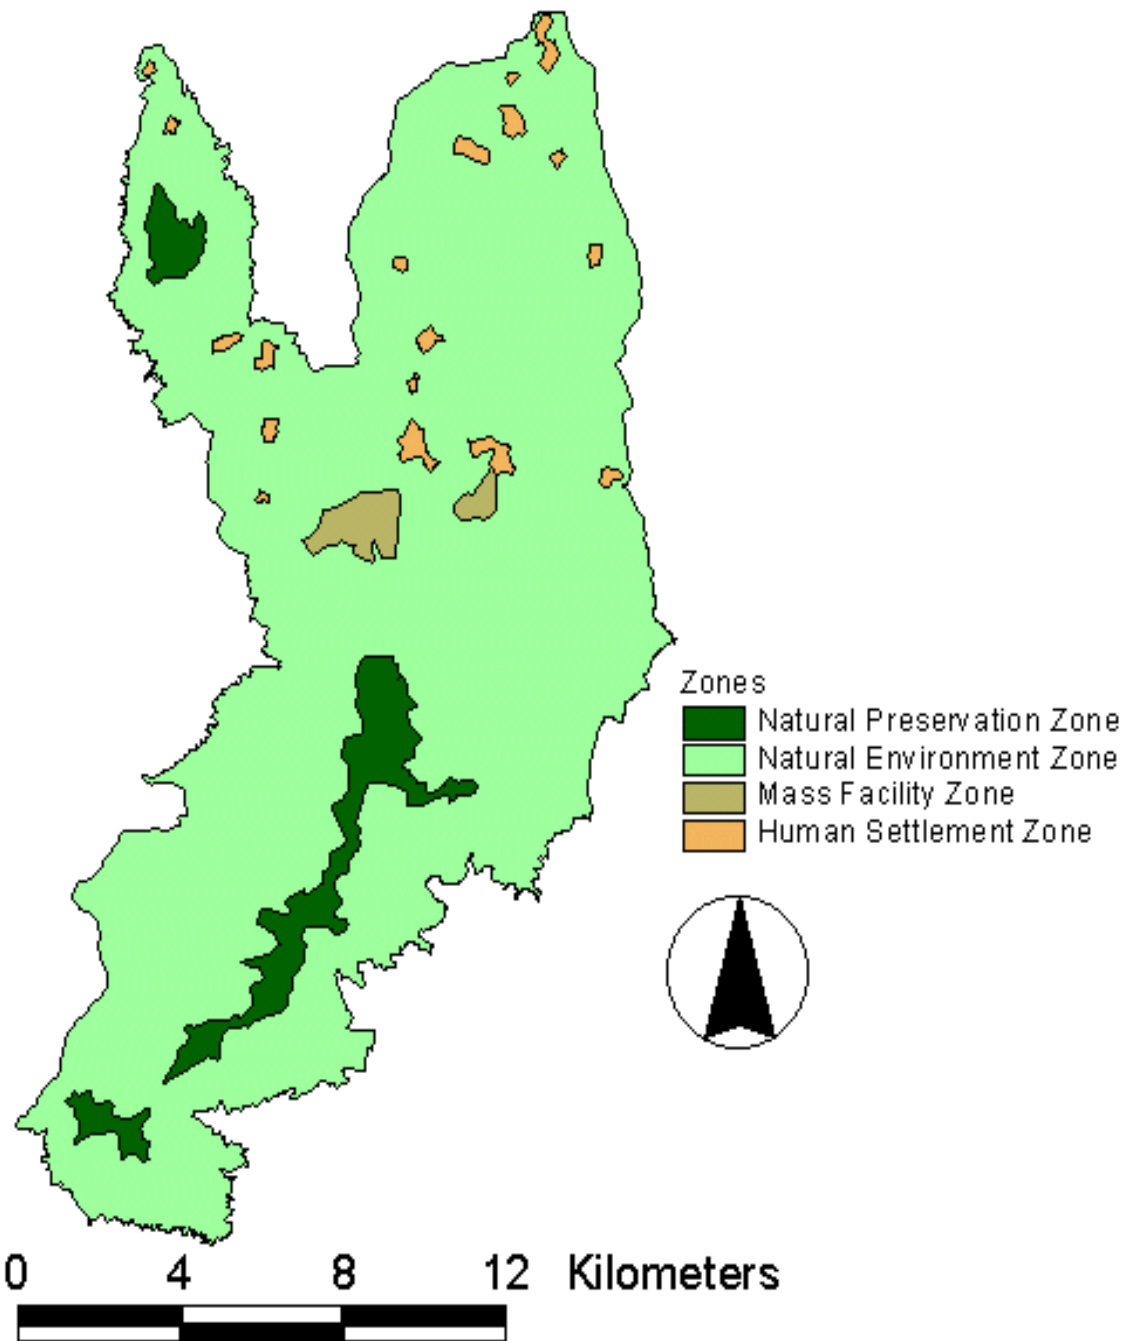 Zones
Natural Preservation Zone
Natural Environment Zone
Mass Facility Zone
Human Settlement Zone
0 4 8 12 Kilometers